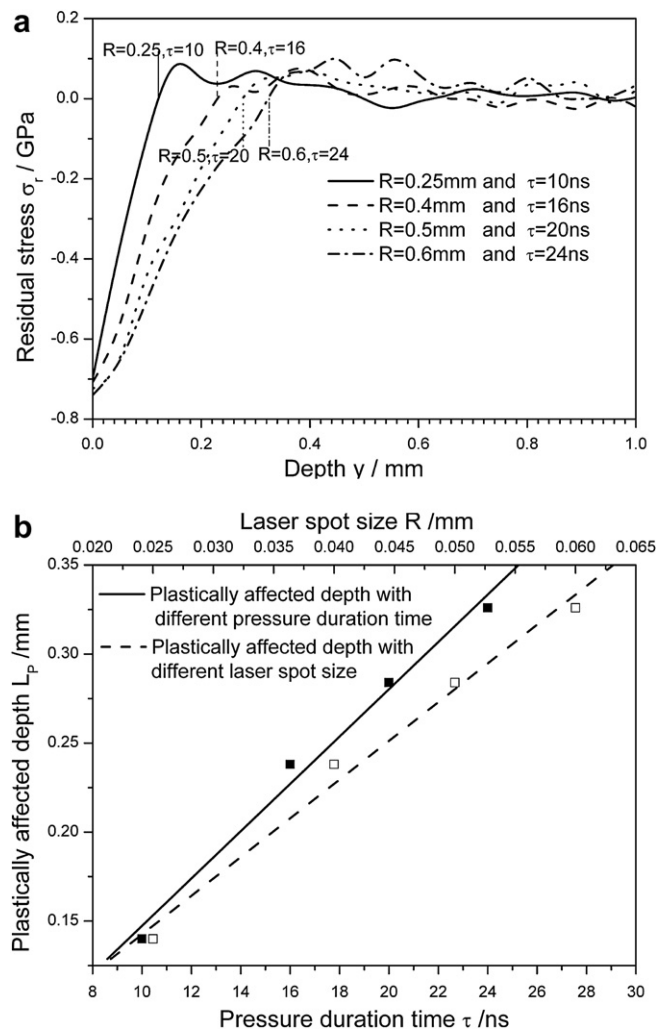 a
0.2
0.0
-0.2
-0.4
-0.6
-0.8
Residual stress σr / GPa
R=0.25,τ=10
R=0.4,τ=16
R=0.5,τ=20
R=0.6,τ=24
R=0.25mm and τ=10ns
R=0.4mm and τ=16ns
R=0.5mm and τ=20ns
R=0.6mm and τ=24ns
0.0 0.2 0.4 0.6 0.8 1.0
Depth y / mm
b
Laser spot size R /mm
0.020 0.025 0.030 0.035 0.040 0.045 0.050 0.055 0.060 0.065
0.35
0.30
0.25
0.20
0.15
Plastically affected depth LP /mm
Plastically affected depth with
different pressure duration time
Plastically affected depth with
different laser spot size
8 10 12 14 16 18 20 22 24 26 28 30
Pressure duration time τ /ns